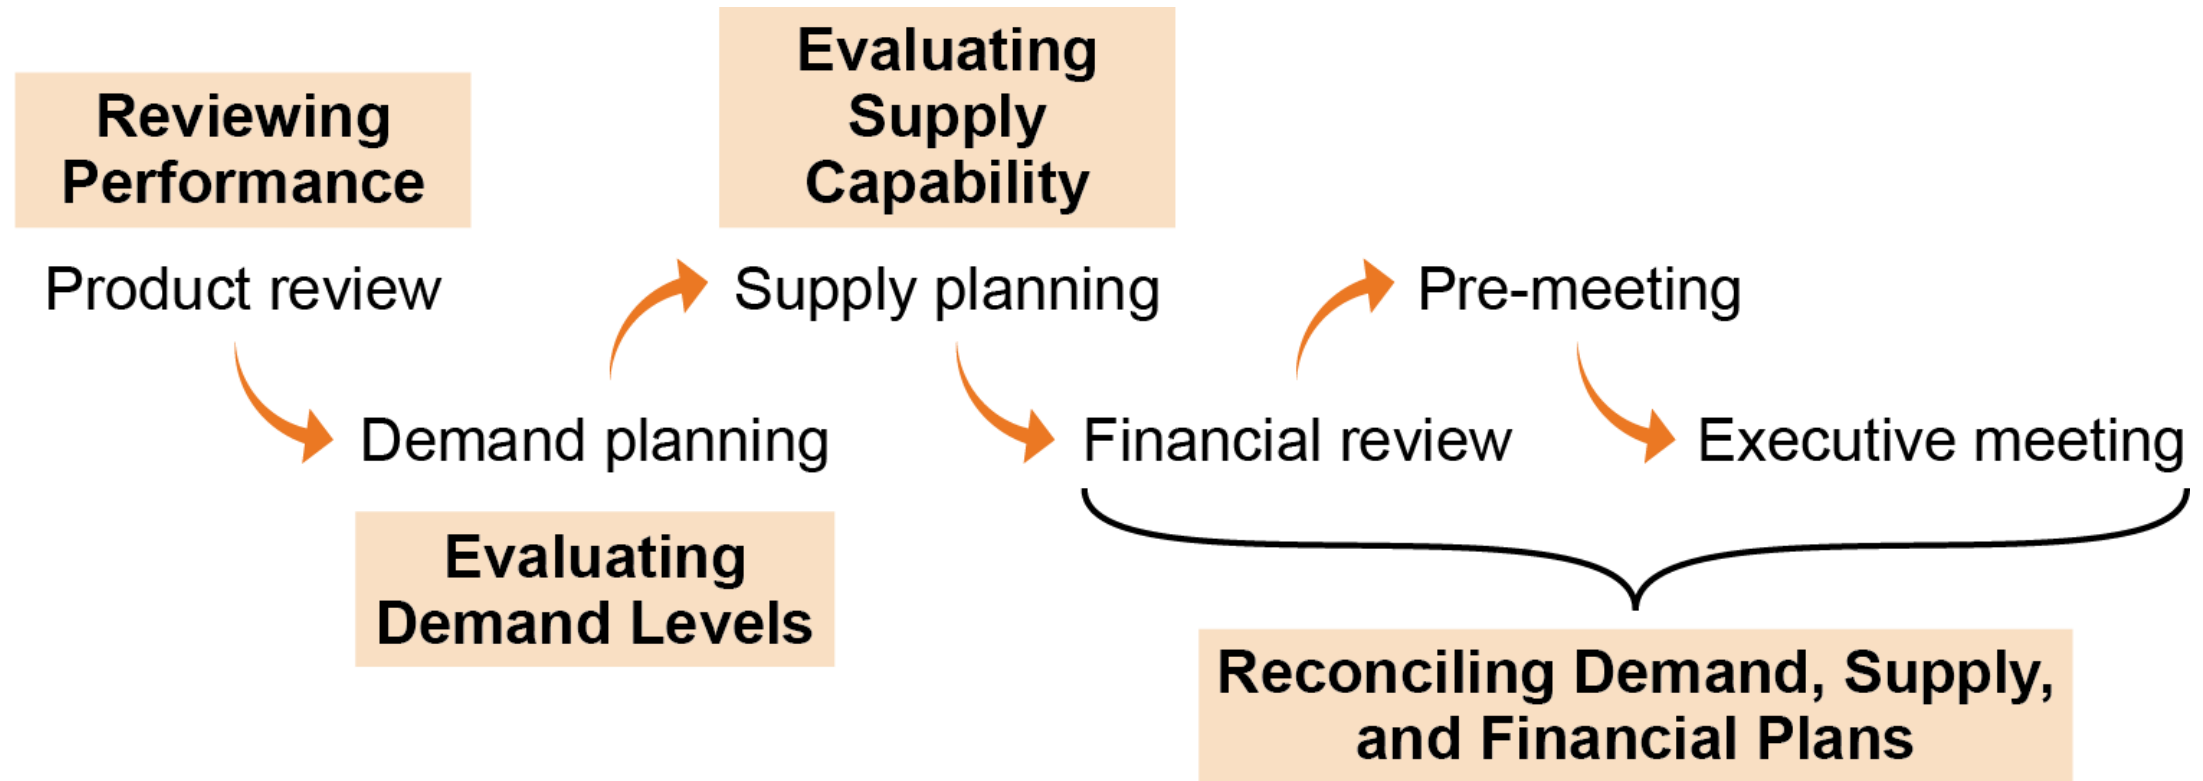 Reviewing
Performance
Product review
Demand planning
Evaluating
Demand Levels
Evaluating
Supply
Capability
Supply planning
Financial review
Pre-meeting
Executive meeting
Reconciling Demand, Supply,
and Financial Plans